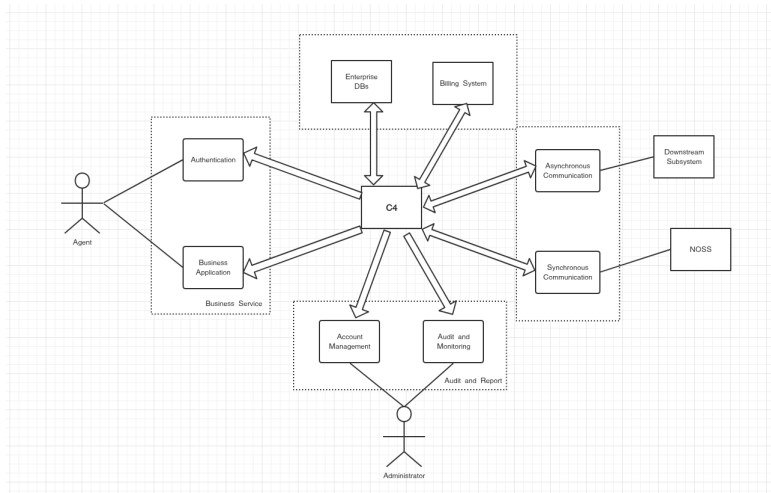 Enterprise
DBs
Billing System
Authentication
Asynchronous
Communication
Downstream
Subsystem
C4
Agent
Business
Application
Synchronous
Communication
NOSS
Business Service
Account
Management
Audit and
Monitoring
Audit and Report
Administrator